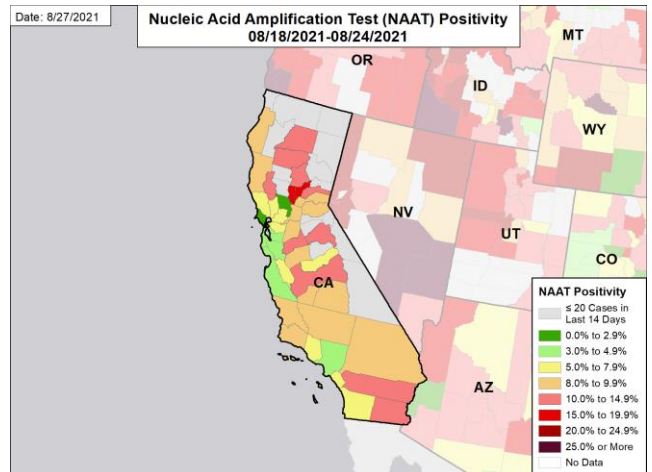 Date: 8/27/2021
Nucleic Acid Amplification Test (NAAT) Positivity
08/18/2021-08/24/2021
MT
OR
ID
WY
NV
UT
CO
CA
AZ
NAAT Positivity
≤ 20 Cases in
Last 14 Days
0.0% to 2.9%
3.0% to 4.9%
5.0% to 7.9%
8.0% to 9.9%
10.0% to 14.9%
15.0% to 19.9%
20.0% to 24.9%
25.0% or More
No Data